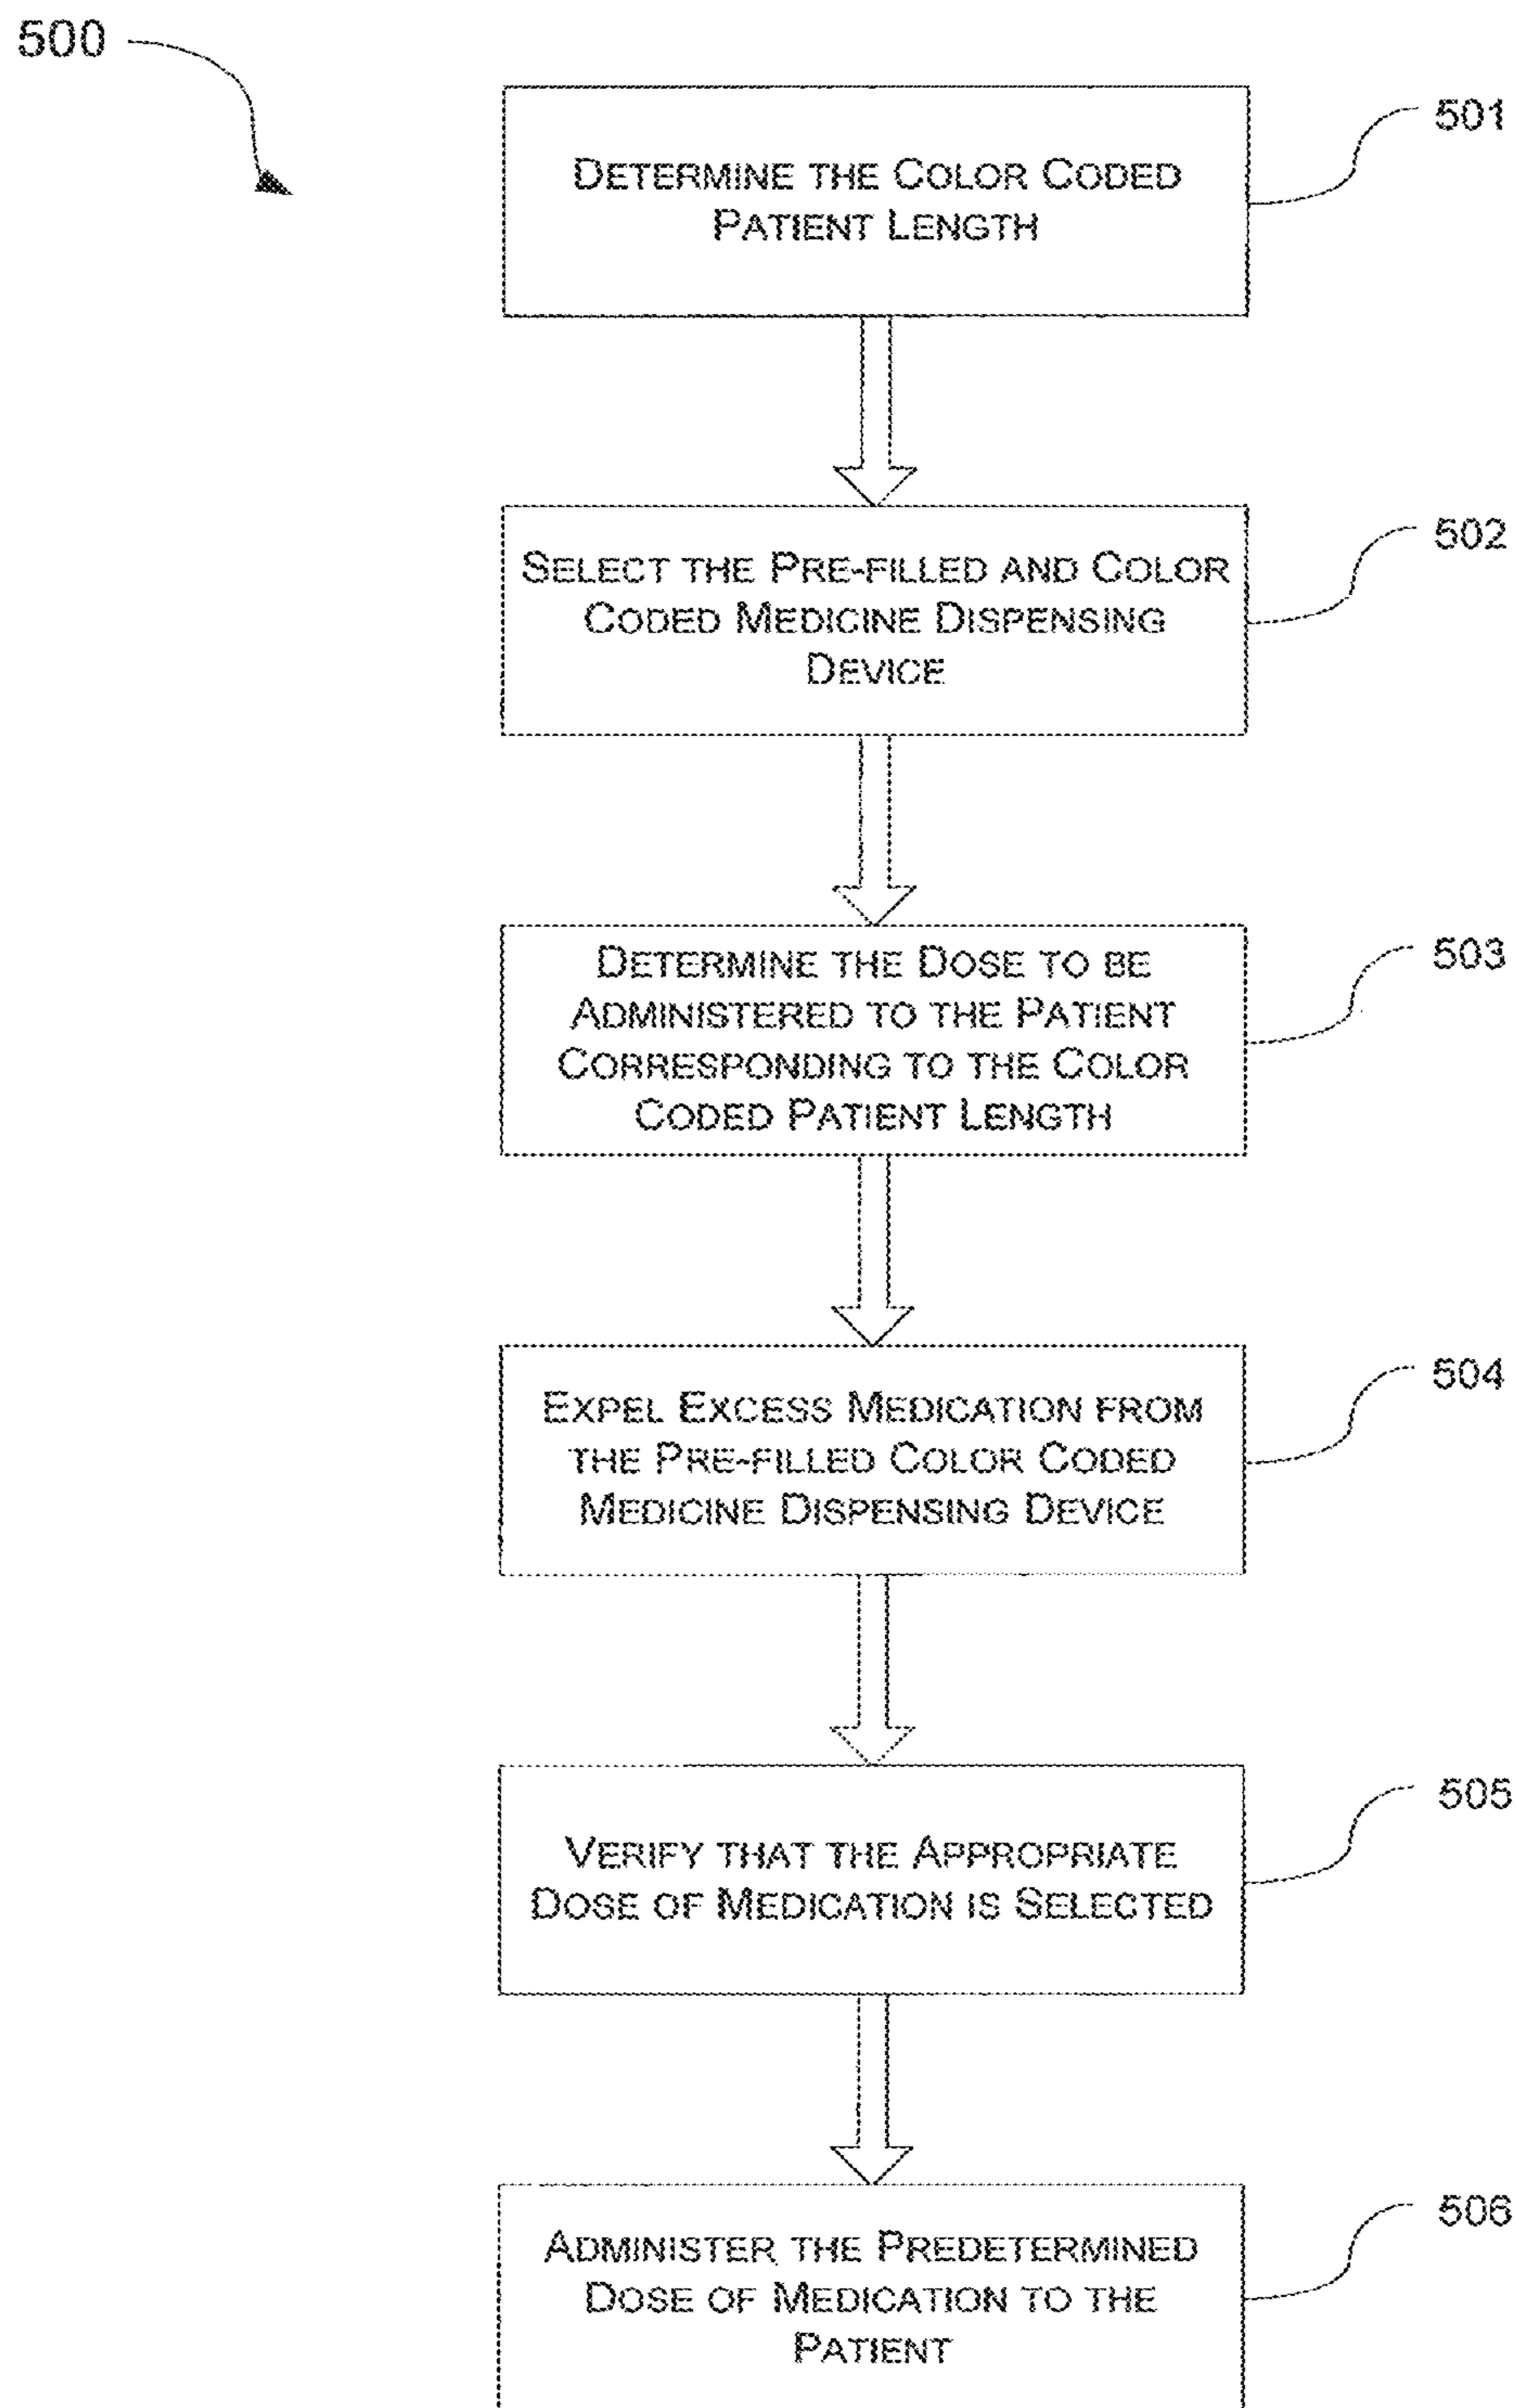 500
501
DETERMINE THE COLOR CODED
PATIENT LENGTH
502
SELECT THE PRE-FILLED AND COLOR
CODED MEDICINE DISPENSING
DEVICE
503
DETERMINE THE DOSE TO BE
ADMINISTERED TO THE PATIENT
CORRESPONDING TO THE COLOR
CODED PATIENT LENGTH
504
EXPEL EXCESS MEDICATION FROM
THE PRE-FILLED COLOR CODED
MEDICINE DISPENSING DEVICE
505
VERIFY THAT THE APPROPRIATE
DOSE OF MEDICATION IS SELECTED
506
ADMINISTER THE PREDETERMINED
DOSE OF MEDICATION TO THE
PATIENT